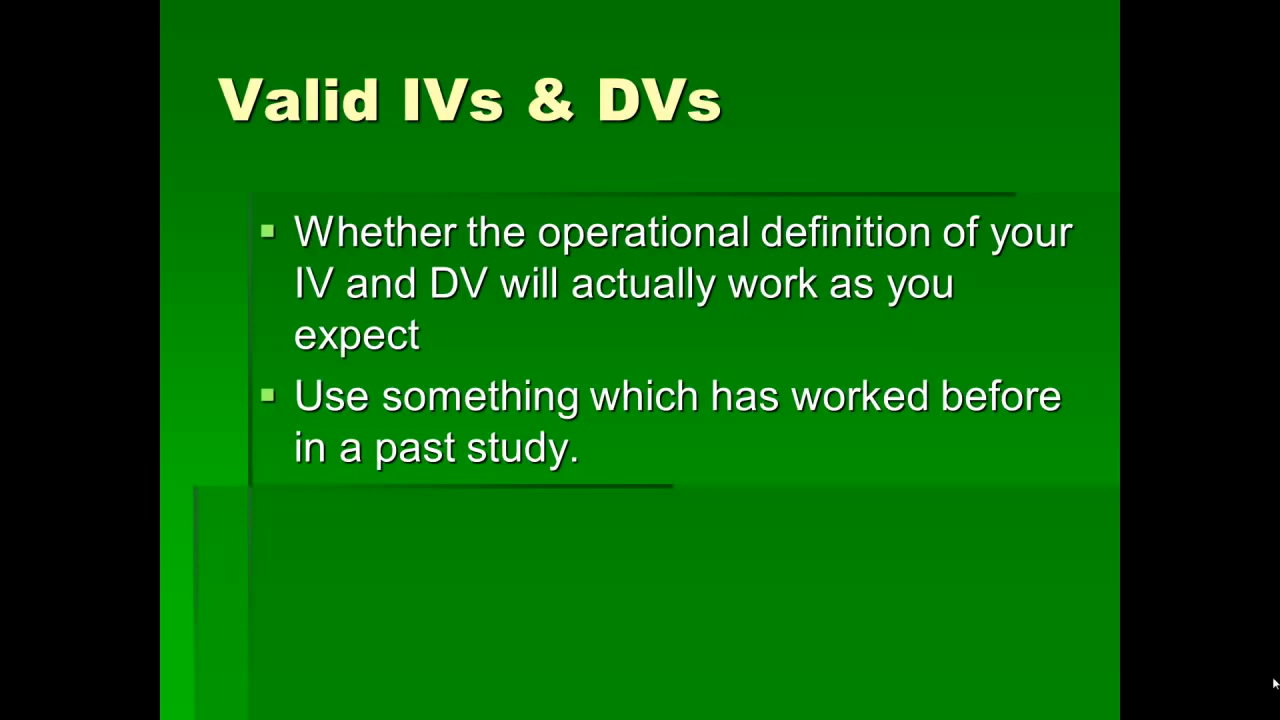 Valid IVs & DVs
Whether the operational definition of your
IV and DV will actually work as you
expect
Use something which has worked before
in a past study.